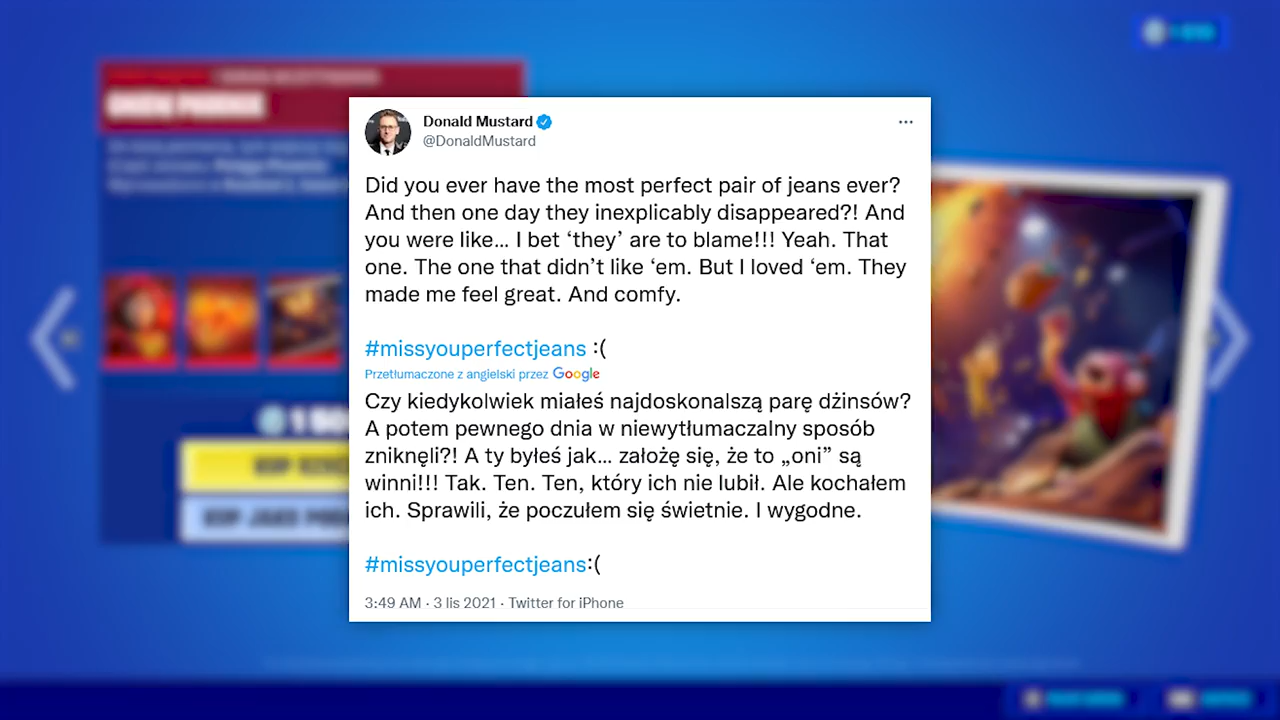 Donald Mustard
@DonaldMustard
Did you ever have the most perfect pair of jeans ever?
And then one day they inexplicably disappeared?! And
you were like... I bet ‘they’ are to blame!!! Yeah. That
one. The one that didn’t like ‘em. But I loved ‘em. They
made me feel great. And comfy.
#missyouperfectjeans :(
Przetłumaczone z angielski przez Google
Czy kiedykolwiek miałeś najdoskonalszą parę dżinsów?
A potem pewnego dnia w niewytłumaczalny sposób
zniknęli?! A ty byłeś jak... założę się, że to „oni” są
winni!!! Tak. Ten. Ten, który ich nie lubił. Ale kochałem
ich. Sprawili, że poczułem się świetnie. I wygodne.
#missyouperfectjeans:(
3:49 AM · 3 lis 2021 · Twitter for iPhone